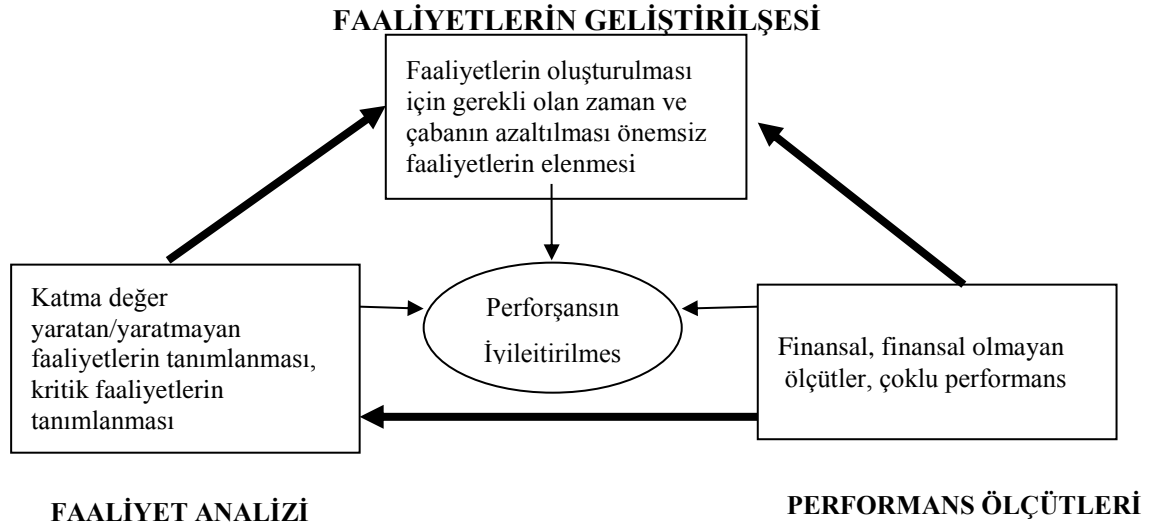 FAALİYETLERİN GELİŞTİRİLŞESİ
Faaliyetlerin oluşturulması
için gerekli olan zaman ve
çabanın azaltılması önemsiz
faaliyetlerin elenmesi
Katma değer
yaratan/yaratmayan
faaliyetlerin tanımlanması,
kritik faaliyetlerin
tanımlanması
Perforşansın
İyileitirilmes
Finansal, finansal olmayan
ölçütler, çoklu performans
FAALİYET ANALİZİ
PERFORMANS ÖLÇÜTLERİ